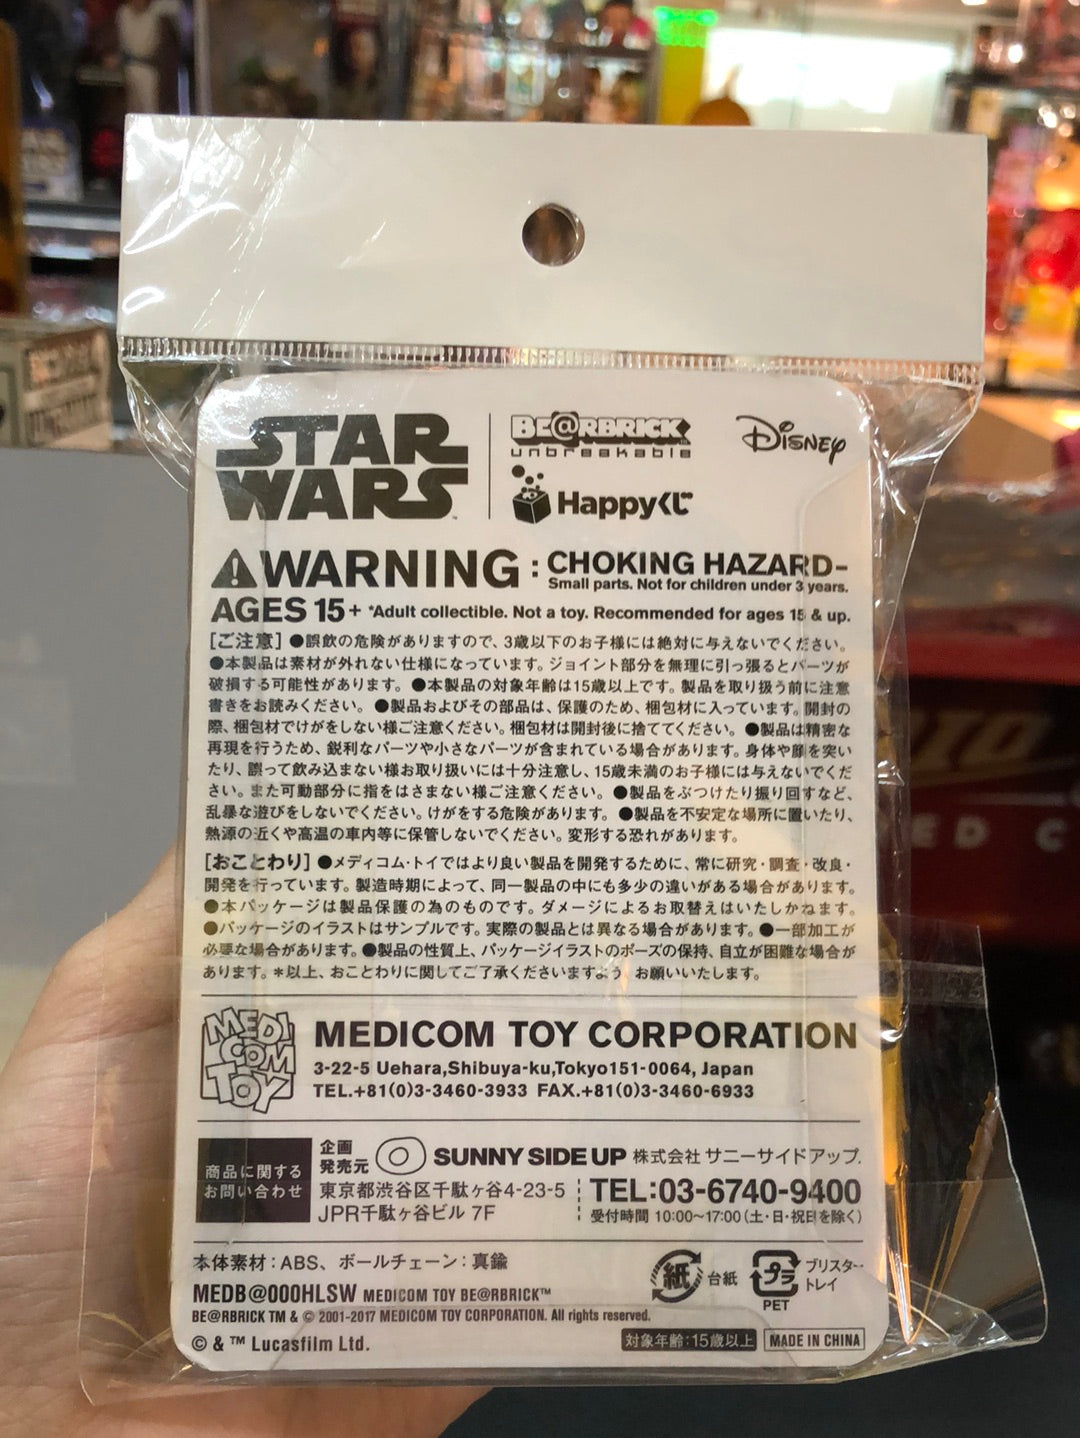 STAR WARS
BE@RBRICK™
unbreakable
Disney
Happyくじ
⚠WARNING : CHOKING HAZARD-
Small parts. Not for children under 3 years.
AGES 15+ *Adult collectible. Not a toy. Recommended for ages 15 & up.
[ご注意] ●誤飲の危険がありますので、3歳以下のお子様には絶対に与えないでください。
●本製品は素材が外れない仕様になっています。ジョイント部分を無理に引っ張るとパーツが
破損する可能性があります。●本製品の対象年齢は15歳以上です。製品を取り扱う前に注意
書きをお読みください。●製品およびその部品は、保護のため、梱包材に入っています。開封の
際、梱包材でけがをしない様ご注意ください。梱包材は開封後に捨ててください。●製品は精密な
再現を行うため、鋭利なパーツや小さなパーツが含まれている場合があります。身体や顔を突い
たり、誤って飲み込まない様お取り扱いには十分注意し、15歳未満のお子様には与えないでくだ
さい。また可動部分に指をはさまない様ご注意ください。●製品をぶつけたり振り回すなど、
乱暴な遊びをしないでください。けがをする危険があります。●製品を不安定な場所に置いたり、
熱源の近くや高温の車内等に保管しないでください。変形する恐れがあります。
[おことわり] ●メディコム・トイではより良い製品を開発するために、常に研究・調査・改良・
開発を行っています。製造時期によって、同一製品の中にも多少の違いがある場合があります。
●本パッケージは製品保護の為のものです。ダメージによるお取替えはいたしかねます。
●パッケージのイラストはサンプルです。実際の製品とは異なる場合があります。●一部加工が
必要な場合があります。●製品の性質上、パッケージイラストのポーズの保持、自立が困難な場合が
あります。＊以上、おことわりに関してご了承くださいますよう お願いいたします。
MEDI COM TOY
MEDICOM TOY CORPORATION
3-22-5 Uehara,Shibuya-ku,Tokyo151-0064, Japan
TEL.+81(0)3-3460-3933 FAX.+81(0)3-3460-6933
商品に関する
お問い合わせ
企画
発売元
SUNNY SIDE UP 株式会社 サニーサイドアップ.
東京都渋谷区千駄ヶ谷4-23-5
JPR千駄ヶ谷ビル 7F
TEL:03-6740-9400
受付時間 10:00~17:00(土・日・祝日を除く)
本体素材：ABS、ボールチェーン：真鍮
MEDB@000HLSW MEDICOM TOY BE@RBRICK™
BE@RBRICK TM & © 2001-2017 MEDICOM TOY CORPORATION. All rights reserved.
© & ™ Lucasfilm Ltd.
紙 台紙
プラ
PET
ブリスター
トレイ
対象年齢：15歳以上
MADE IN CHINA